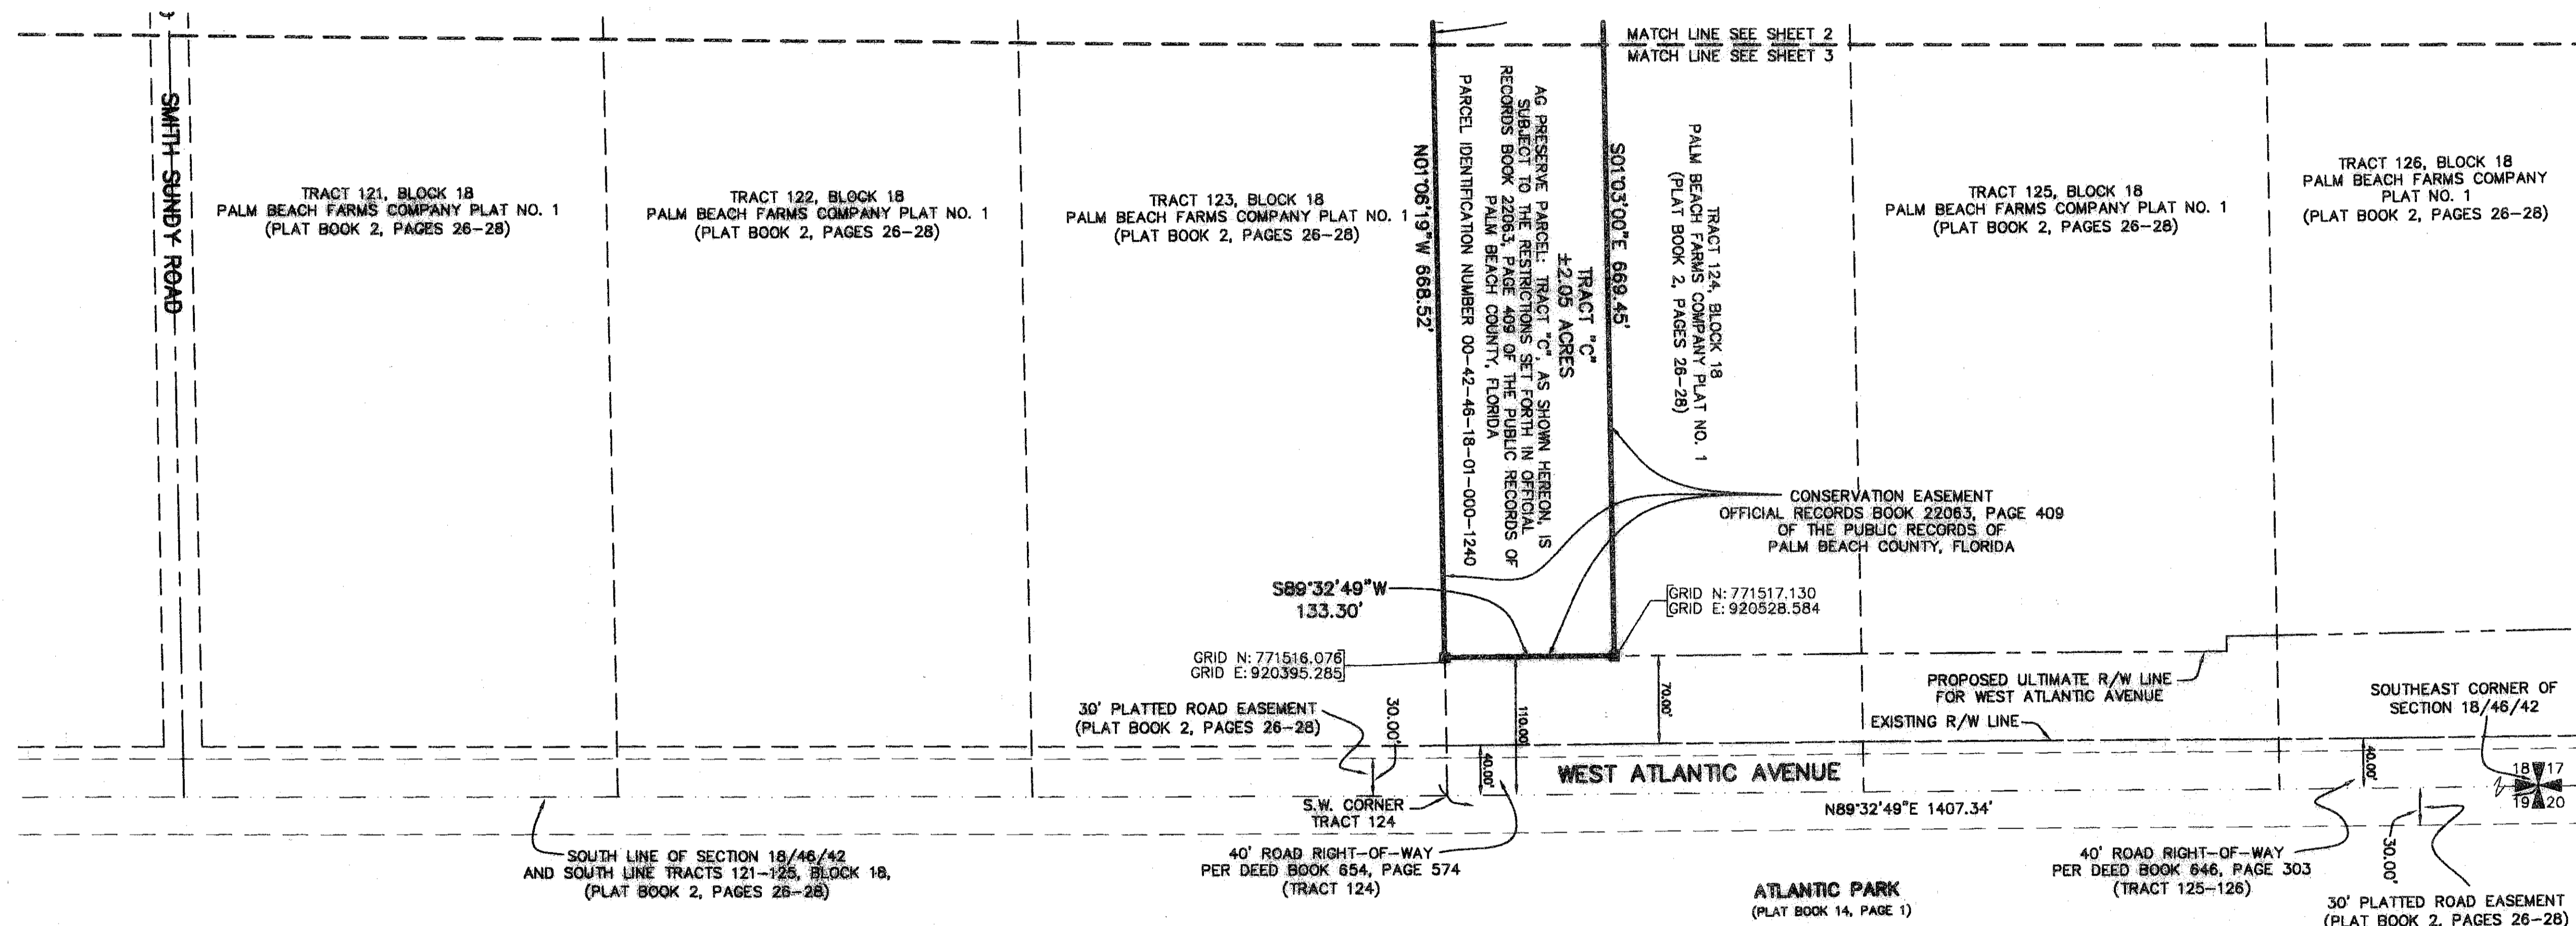 MATCH LINE SEE SHEET 2
MATCH LINE SEE SHEET 3
SMITH SUNDY ROAD
TRACT 121, BLOCK 18
PALM BEACH FARMS COMPANY PLAT NO. 1
(PLAT BOOK 2, PAGES 26-28)
TRACT 122, BLOCK 18
PALM BEACH FARMS COMPANY PLAT NO. 1
(PLAT BOOK 2, PAGES 26-28)
TRACT 123, BLOCK 18
PALM BEACH FARMS COMPANY PLAT NO. 1
(PLAT BOOK 2, PAGES 26-28)
N01°06'19"W 668.52'
TRACT "C"
±2.05 ACRES
AG PRESERVE PARCEL: TRACT "C", AS SHOWN HEREON, IS
SUBJECT TO THE RESTRICTIONS SET FORTH IN OFFICIAL
RECORDS BOOK 22063, PAGE 409 OF THE PUBLIC RECORDS OF
PALM BEACH COUNTY, FLORIDA
PARCEL IDENTIFICATION NUMBER 00-42-46-18-01-000-1240
S01°03'00"E 669.45'
TRACT 124, BLOCK 18
PALM BEACH FARMS COMPANY PLAT NO. 1
(PLAT BOOK 2, PAGES 26-28)
TRACT 125, BLOCK 18
PALM BEACH FARMS COMPANY PLAT NO. 1
(PLAT BOOK 2, PAGES 26-28)
TRACT 126, BLOCK 18
PALM BEACH FARMS COMPANY
PLAT NO. 1
(PLAT BOOK 2, PAGES 26-28)
CONSERVATION EASEMENT
OFFICIAL RECORDS BOOK 22063, PAGE 409
OF THE PUBLIC RECORDS OF
PALM BEACH COUNTY, FLORIDA
S89°32'49"W
133.30'
GRID N: 771517.130
GRID E: 920528.584
GRID N: 771516.076
GRID E: 920395.285
30' PLATTED ROAD EASEMENT
(PLAT BOOK 2, PAGES 26-28)
30.00'
110.00'
70.00'
40.00'
PROPOSED ULTIMATE R/W LINE
FOR WEST ATLANTIC AVENUE
EXISTING R/W LINE
SOUTHEAST CORNER OF
SECTION 18/46/42
WEST ATLANTIC AVENUE
40.00'
18 17
19 20
S.W. CORNER
TRACT 124
N89°32'49"E 1407.34'
30.00'
SOUTH LINE OF SECTION 18/46/42
AND SOUTH LINE TRACTS 121-125, BLOCK 18,
(PLAT BOOK 2, PAGES 26-28)
40' ROAD RIGHT-OF-WAY
PER DEED BOOK 654, PAGE 574
(TRACT 124)
ATLANTIC PARK
(PLAT BOOK 14, PAGE 1)
40' ROAD RIGHT-OF-WAY
PER DEED BOOK 646, PAGE 303
(TRACT 125-126)
30' PLATTED ROAD EASEMENT
(PLAT BOOK 2, PAGES 26-28)